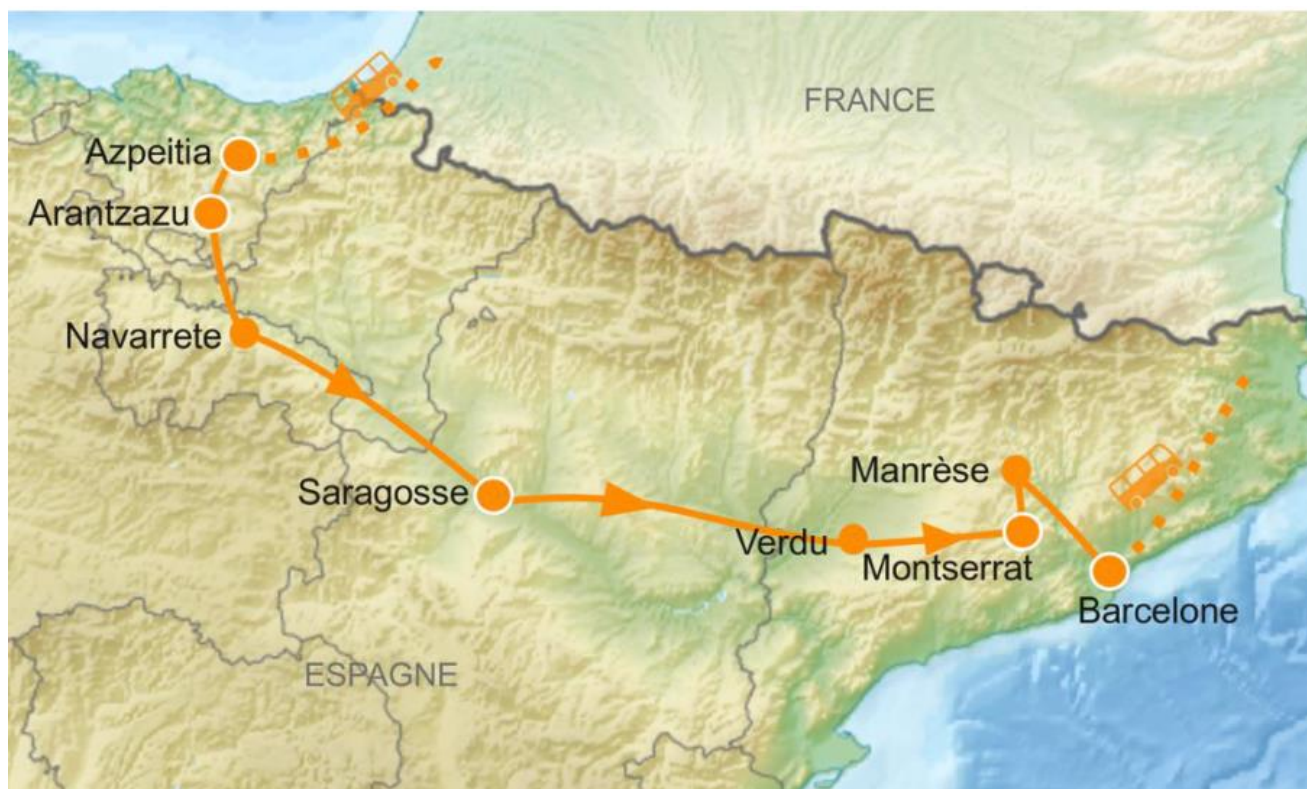 FRANCE
Azpeitia
Arantzazu
Navarrete
Manrèse
Saragosse
Verdu
Montserrat
Barcelone
ESPAGNE